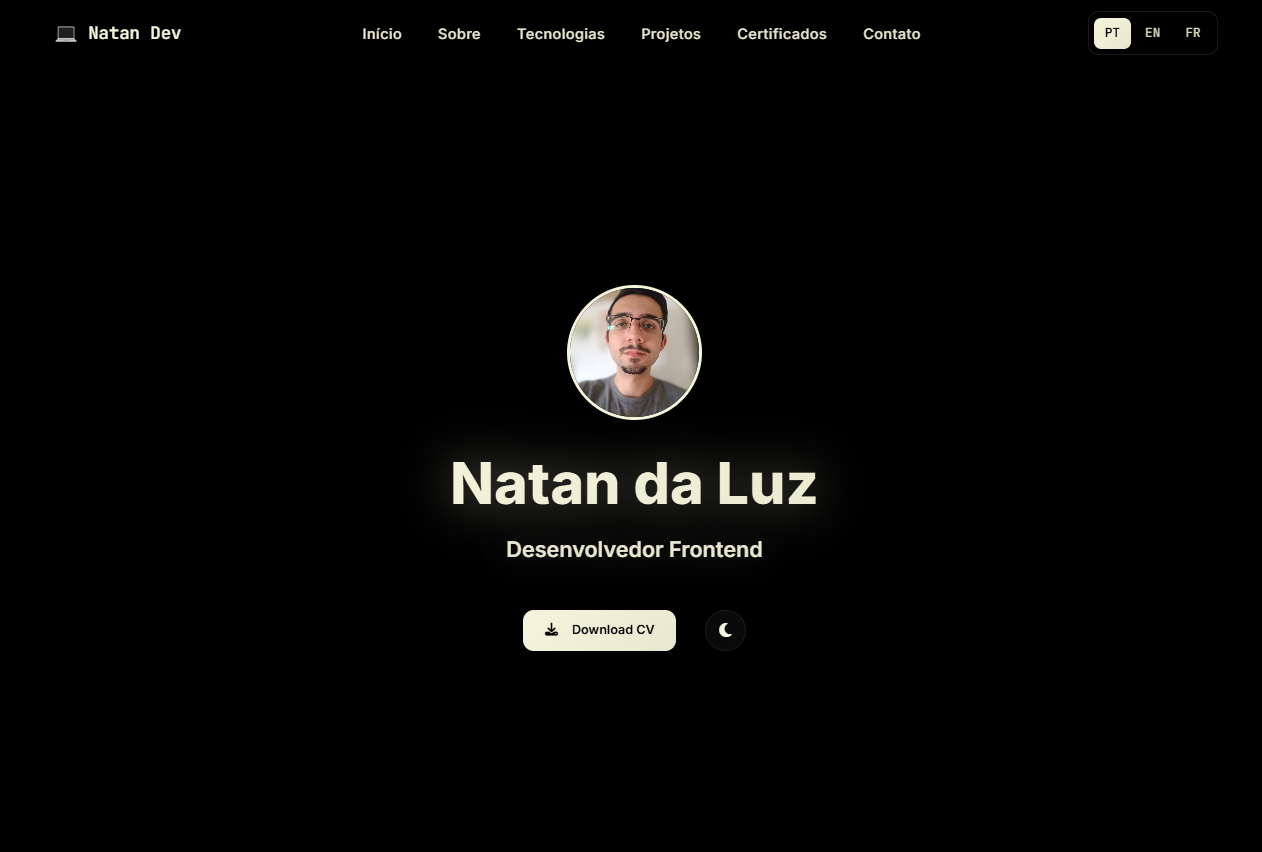 Natan Dev
Início Sobre Tecnologias Projetos Certificados Contato
PT EN FR
Natan da Luz
Desenvolvedor Frontend
Download CV